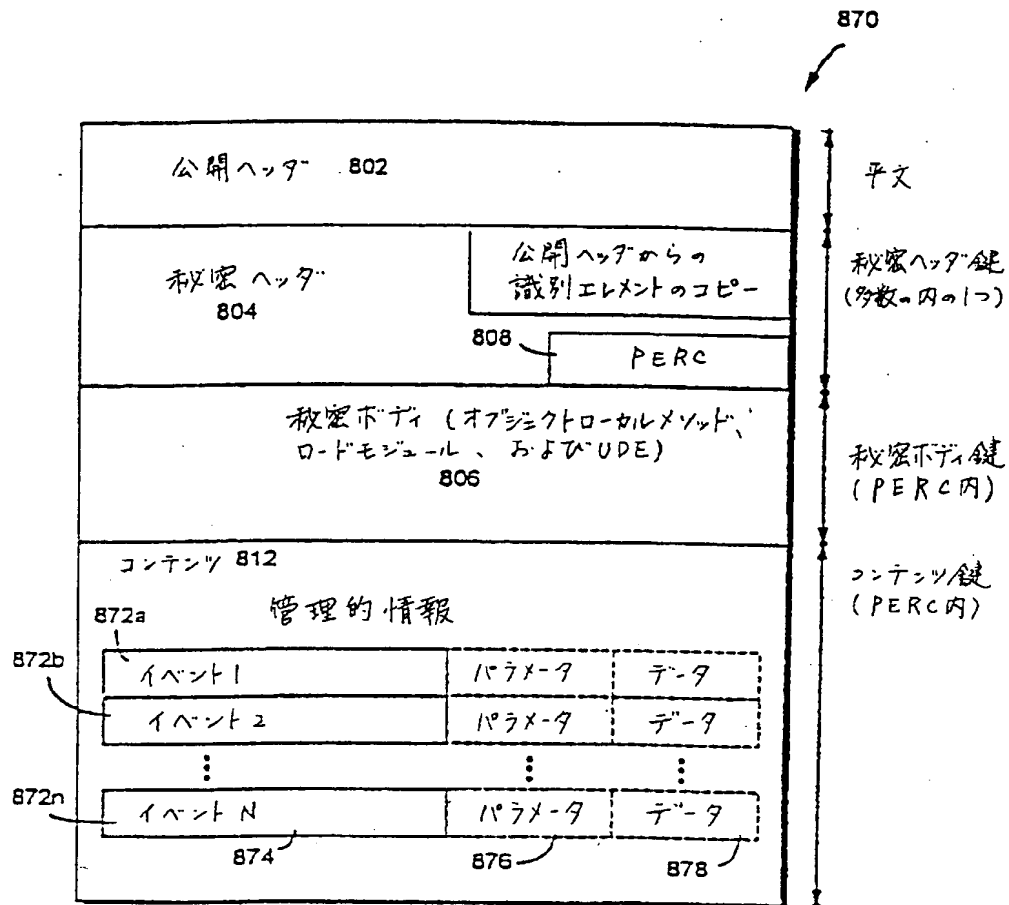 870
公開ヘッダ 802
平文
秘密ヘッダ
804
公開ヘッダからの
識別エレメントのコピー
秘密ヘッダ鍵
(多数の内の1つ)
808
PERC
秘密ボディ (オブジェクトローカルメソッド、
ロードモジュール、およびUDE)
806
秘密ボディ鍵
(PERC内)
コンテンツ 812
コンテンツ鍵
(PERC内)
管理的情報
872a
872b
イベント1 パラメータ データ
イベント2 パラメータ データ
872n
イベントN パラメータ データ
874 876 878